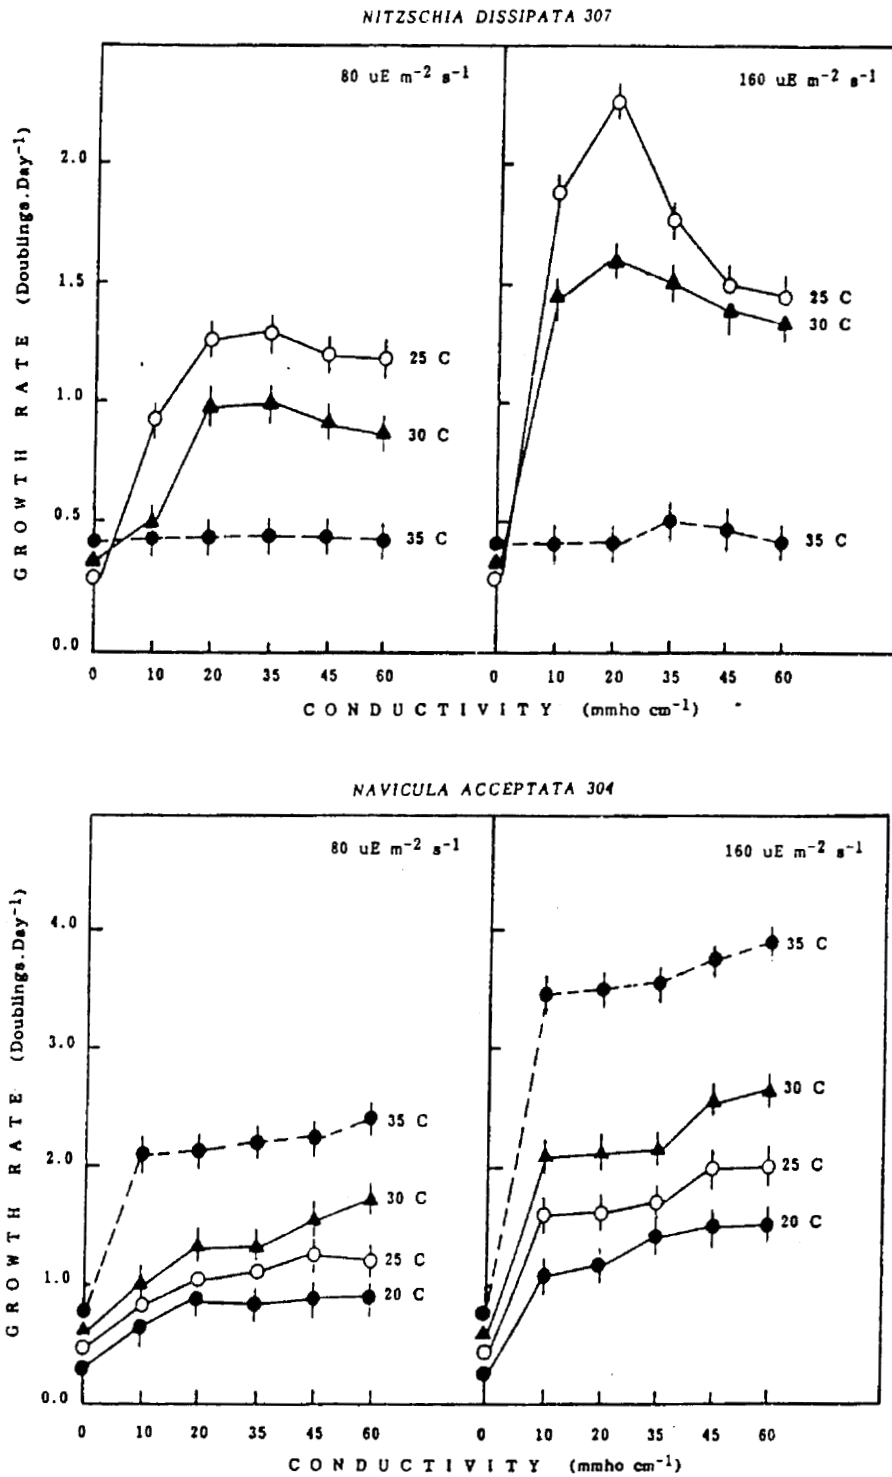 NITZSCHIA DISSIPATA 307
80 uE m⁻² s⁻¹
160 uE m⁻² s⁻¹
GROWTH RATE (Doublings.Day⁻¹)
2.0
1.5
1.0
0.5
0.0
25 C
30 C
35 C
25 C
30 C
35 C
0 10 20 35 45 60
0 10 20 35 45 60
CONDUCTIVITY (mmho cm⁻¹)
NAVICULA ACCEPTATA 304
80 uE m⁻² s⁻¹
160 uE m⁻² s⁻¹
GROWTH RATE (Doublings.Day⁻¹)
4.0
3.0
2.0
1.0
0.0
35 C
30 C
25 C
20 C
35 C
30 C
25 C
20 C
0 10 20 35 45 60
0 10 20 35 45 60
CONDUCTIVITY (mmho cm⁻¹)